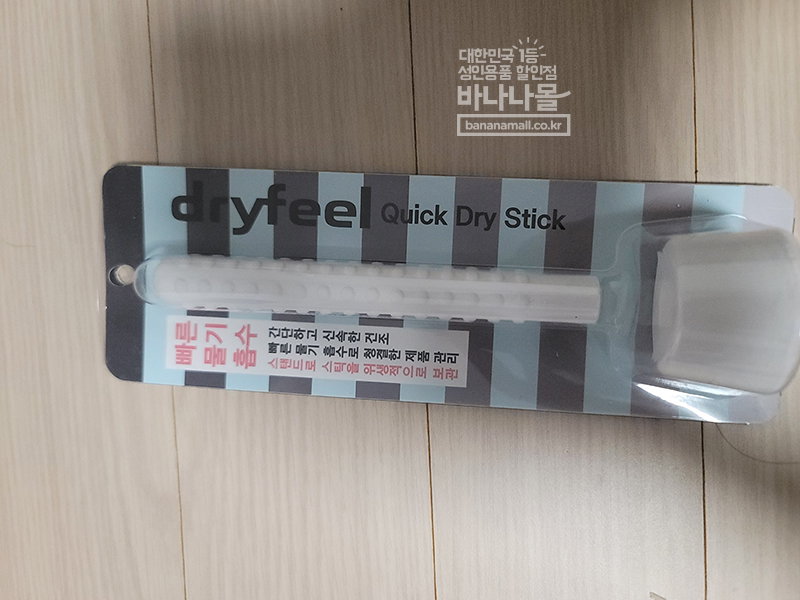 대한민국 1등
성인용품 할인점
바나나몰
bananamall.co.kr
dryfeel Quick Dry Stick
빠른
물기
흡수
간단하고 신속한 건조
빠른 물기 흡수로 청결한 제품 관리
스탠드로 스틱을 위생적으로 보관